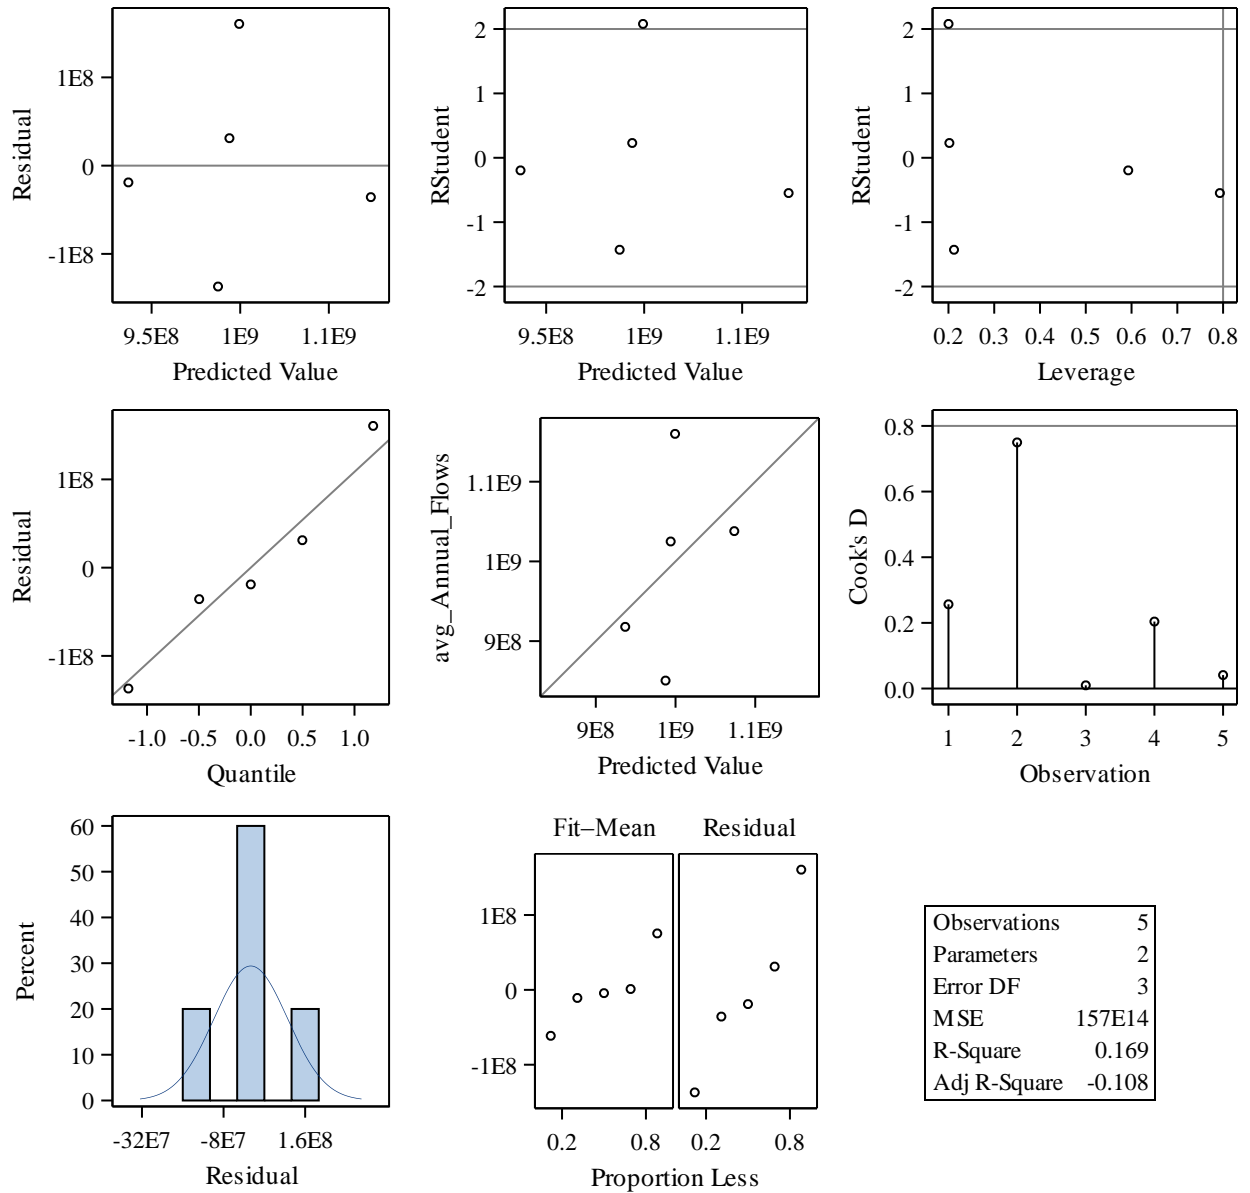 1E8
0
-1E8
Residual
9.5E8 1E9 1.1E9
Predicted Value
2
1
0
-1
-2
RStudent
9.5E8 1E9 1.1E9
Predicted Value
2
1
0
-1
-2
RStudent
0.2 0.3 0.4 0.5 0.6 0.7 0.8
Leverage
1E8
0
-1E8
Residual
-1.0 -0.5 0.0 0.5 1.0
Quantile
1.1E9
1E9
9E8
avg_Annual_Flows
9E8 1E9 1.1E9
Predicted Value
0.8
0.6
0.4
0.2
0.0
Cook's D
1 2 3 4 5
Observation
60
50
40
30
20
10
0
Percent
-32E7 -8E7 1.6E8
Residual
Fit–Mean Residual
1E8
0
-1E8
0.2 0.8 0.2 0.8
Proportion Less
Observations 5
Parameters 2
Error DF 3
MSE 157E14
R-Square 0.169
Adj R-Square -0.108